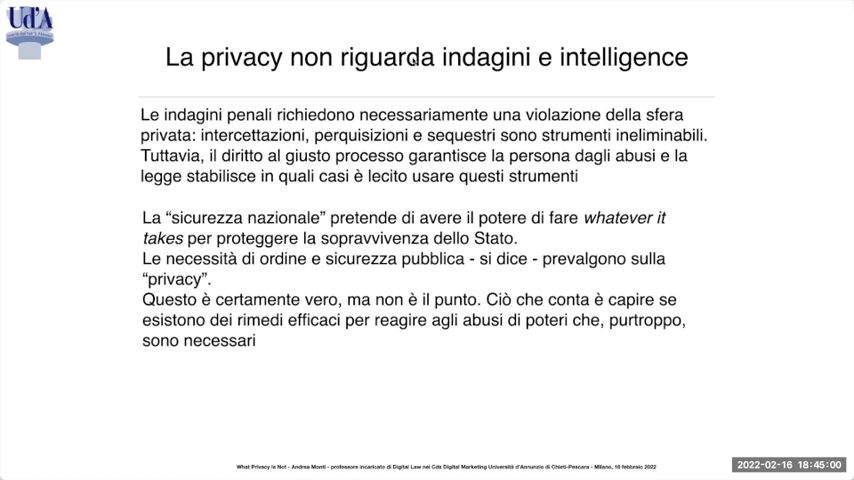 Ud'A
La privacy non riguarda indagini e intelligence
Le indagini penali richiedono necessariamente una violazione della sfera
privata: intercettazioni, perquisizioni e sequestri sono strumenti ineliminabili.
Tuttavia, il diritto al giusto processo garantisce la persona dagli abusi e la
legge stabilisce in quali casi è lecito usare questi strumenti
La “sicurezza nazionale” pretende di avere il potere di fare whatever it
takes per proteggere la sopravvivenza dello Stato.
Le necessità di ordine e sicurezza pubblica - si dice - prevalgono sulla
“privacy”.
Questo è certamente vero, ma non è il punto. Ciò che conta è capire se
esistono dei rimedi efficaci per reagire agli abusi di poteri che, purtroppo,
sono necessari
What Privacy Is Not - Andrea Monti - professore incaricato di Digital Law nel Cds Digital Marketing Università d'Annunzio di Chieti-Pescara - Milano, 16 febbraio 2022
2022-02-16 18:45:00